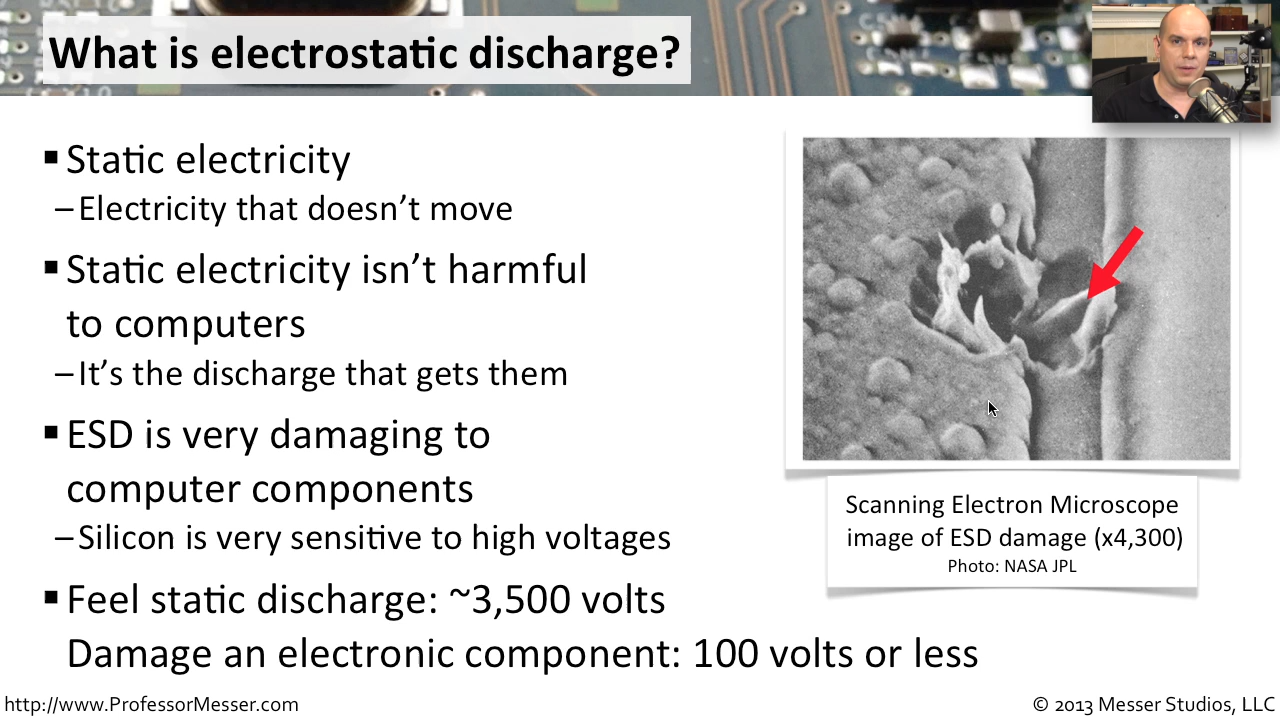 What is electrostatic discharge?
▪ Static electricity
– Electricity that doesn’t move
▪ Static electricity isn’t harmful
to computers
– It’s the discharge that gets them
▪ ESD is very damaging to
computer components
– Silicon is very sensitive to high voltages
▪ Feel static discharge: ~3,500 volts
Damage an electronic component: 100 volts or less
Scanning Electron Microscope
image of ESD damage (x4,300)
Photo: NASA JPL
http://www.ProfessorMesser.com
© 2013 Messer Studios, LLC